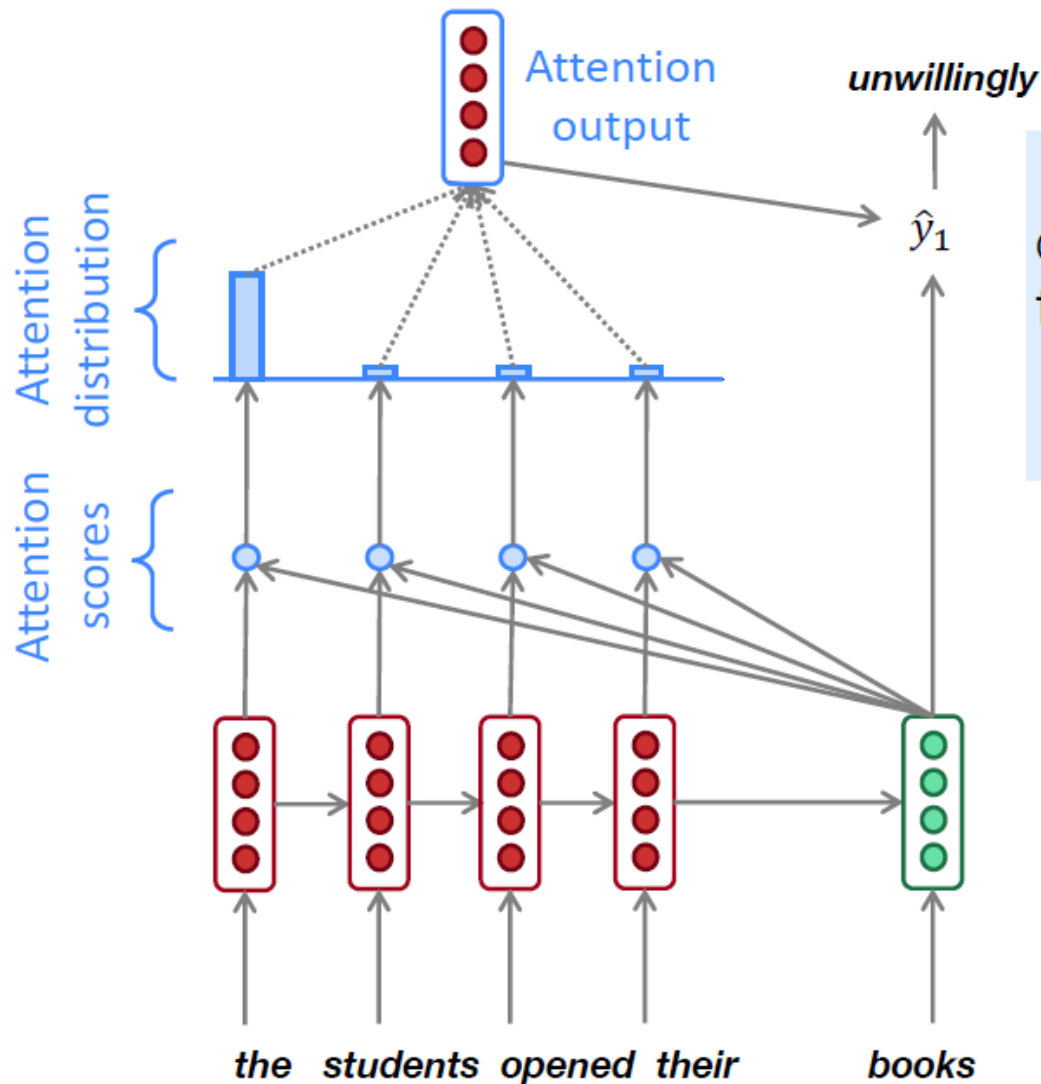 Attention
output
unwillingly
Attention
distribution
ŷ₁
Attention
scores
the students opened their books